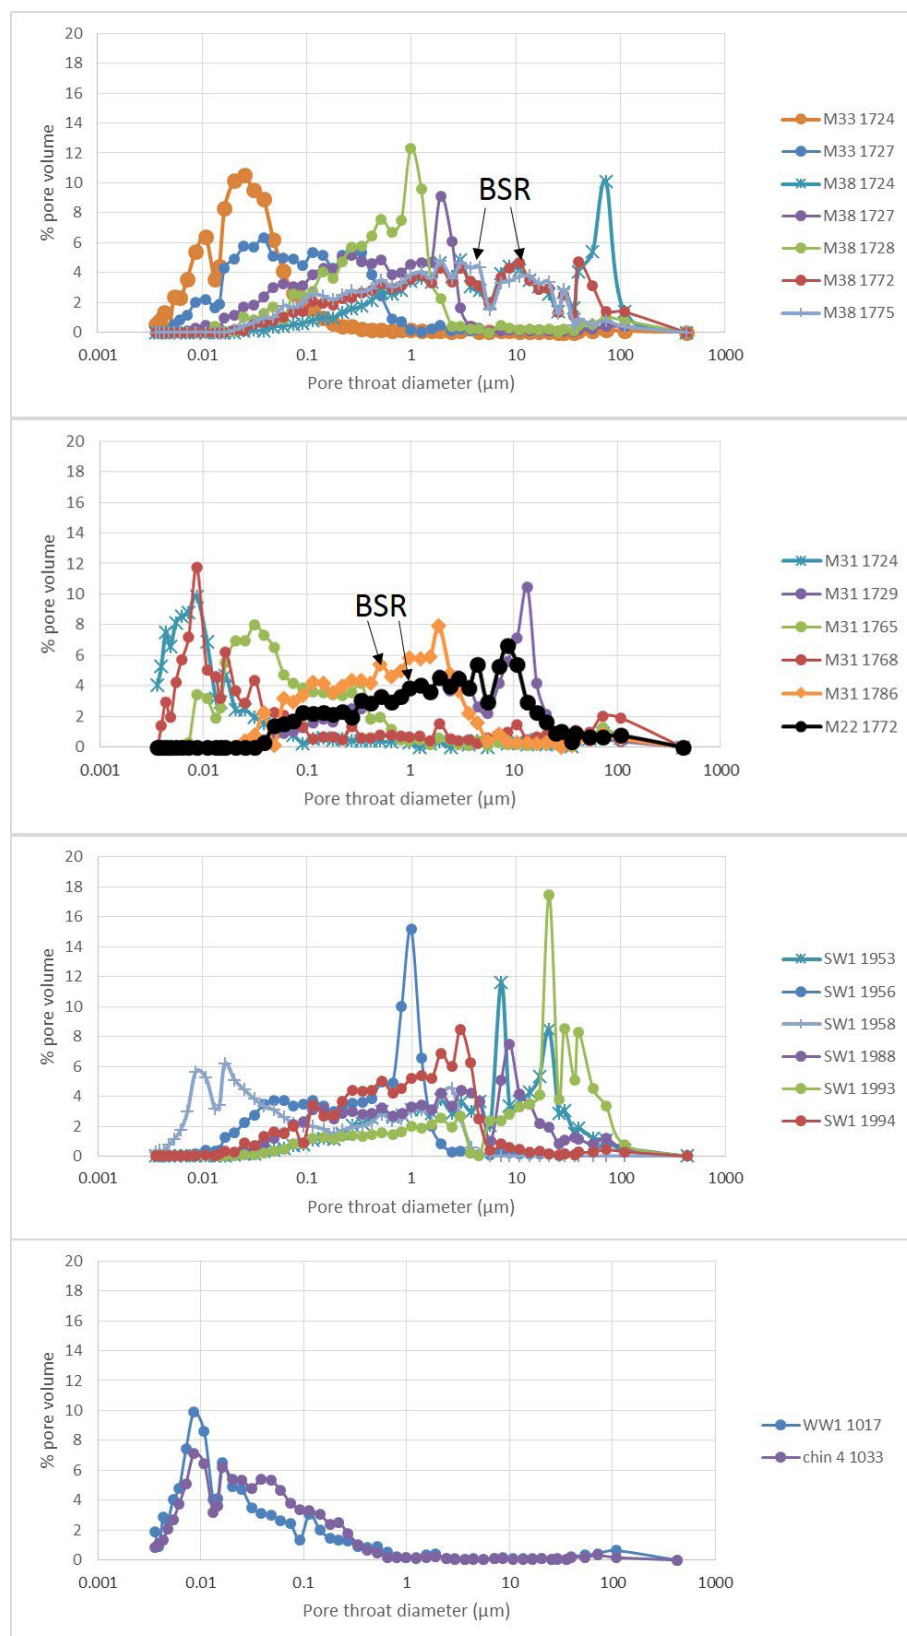 20
18
16
14
12
10
8
6
4
2
0
% pore volume
BSR
0.001 0.01 0.1 1 10 100 1000
Pore throat diameter (µm)
M33 1724
M33 1727
M38 1724
M38 1727
M38 1728
M38 1772
M38 1775
20
18
16
14
12
10
8
6
4
2
0
% pore volume
BSR
0.001 0.01 0.1 1 10 100 1000
Pore throat diameter (µm)
M31 1724
M31 1729
M31 1765
M31 1768
M31 1786
M22 1772
20
18
16
14
12
10
8
6
4
2
0
% pore volume
0.001 0.01 0.1 1 10 100 1000
Pore throat diameter (µm)
SW1 1953
SW1 1956
SW1 1958
SW1 1988
SW1 1993
SW1 1994
20
18
16
14
12
10
8
6
4
2
0
% pore volume
0.001 0.01 0.1 1 10 100 1000
Pore throat diameter (µm)
WW1 1017
chin 4 1033